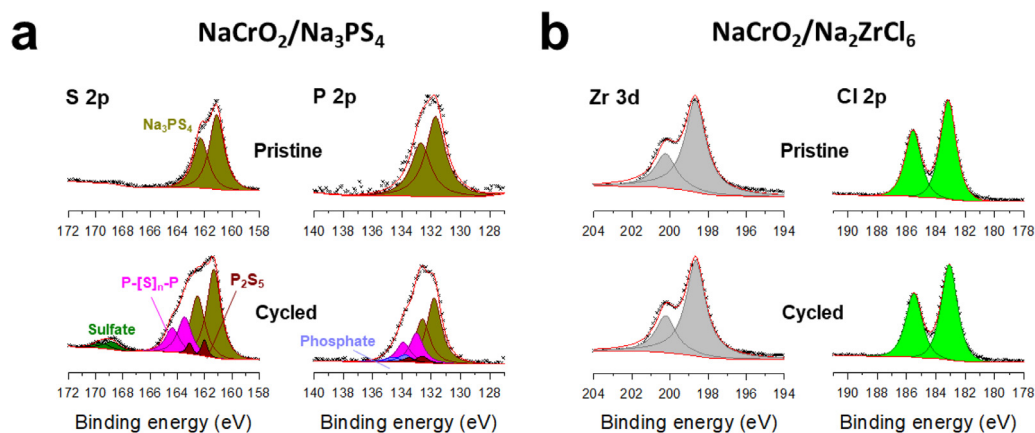 a
NaCrO₂/Na₃PS₄
S 2p
P 2p
Na₃PS₄
Pristine
172 170 168 166 164 162 160 158
140 138 136 134 132 130 128
P-[S]ₙ-P
P₂S₅
Sulfate
Cycled
Phosphate
172 170 168 166 164 162 160 158
140 138 136 134 132 130 128
Binding energy (eV)
Binding energy (eV)
b
NaCrO₂/Na₂ZrCl₆
Zr 3d
Cl 2p
Pristine
204 202 200 198 196 194
190 188 186 184 182 180 178
Cycled
204 202 200 198 196 194
190 188 186 184 182 180 178
Binding energy (eV)
Binding energy (eV)